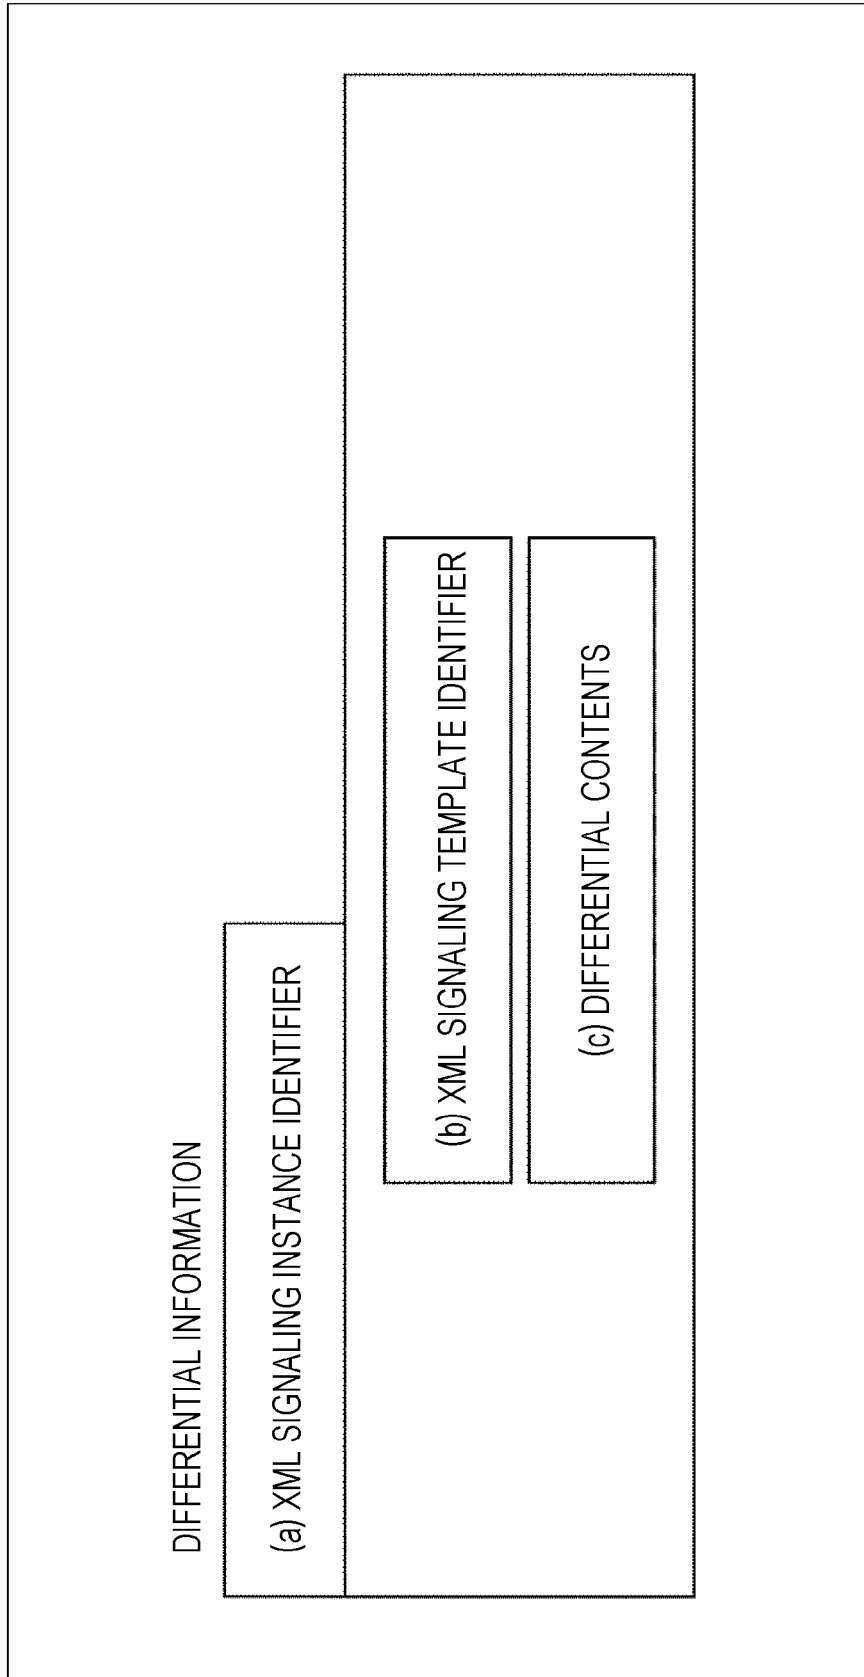 DIFFERENTIAL INFORMATION
(a) XML SIGNALING INSTANCE IDENTIFIER
(b) XML SIGNALING TEMPLATE IDENTIFIER
(c) DIFFERENTIAL CONTENTS